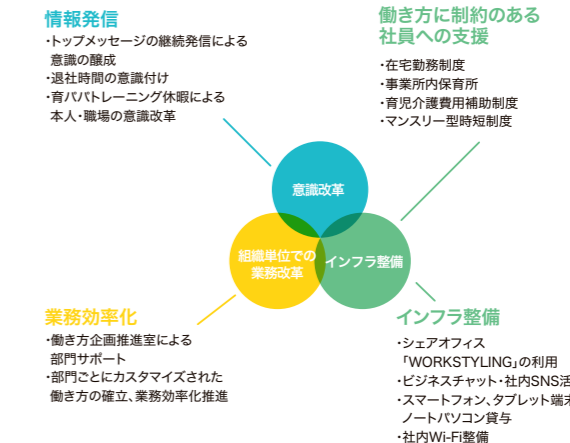 情報発信
・トップメッセージの継続発信による
意識の醸成
・退社時間の意識付け
・育パパトレーニング休暇による
本人・職場の意識改革
働き方に制約のある
社員への支援
・在宅勤務制度
・事業所内保育所
・育児介護費用補助制度
・マンスリー型時短制度
意識改革
組織単位での
業務改革
インフラ整備
業務効率化
・働き方企画推進室による
部門サポート
・部門ごとにカスタマイズされた
働き方の確立、業務効率化推進
インフラ整備
・シェアオフィス
「WORKSTYLING」の利用
・ビジネスチャット・社内SNS活
・スマートフォン、タブレット端末
ノートパソコン貸与
・社内Wi-Fi整備